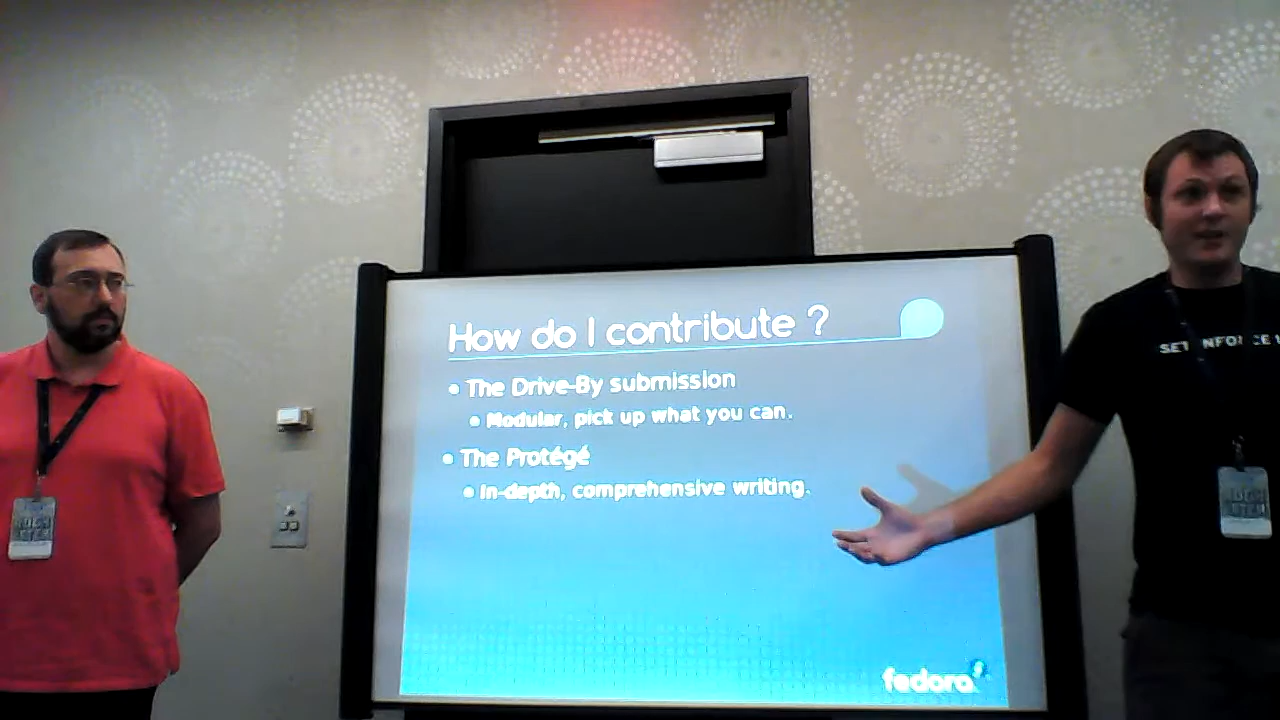 How do I contribute ?
The Drive-By submission
Modular, pick up what you can.
The Protégé
In-depth, comprehensive writing.
fedora